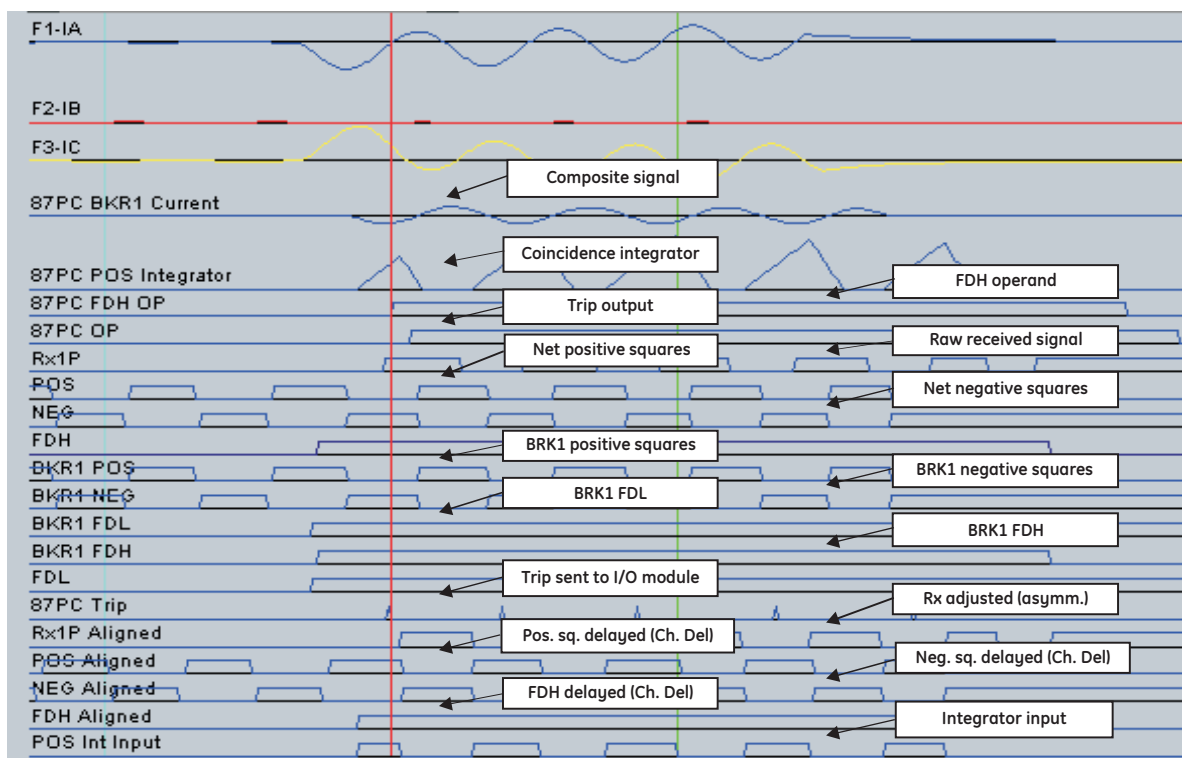 F1-IA
F2-IB
F3-IC
Composite signal
87PC BKR1 Current
Coincidence integrator
87PC POS Integrator
FDH operand
87PC FDH OP
Trip output
87PC OP
Raw received signal
Rx1P
Net positive squares
POS
Net negative squares
NEG
FDH
BRK1 positive squares
BKR1 POS
BRK1 negative squares
BKR1 NEG
BRK1 FDL
BKR1 FDL
BRK1 FDH
BKR1 FDH
FDL
Trip sent to I/O module
87PC Trip
Rx adjusted (asymm.)
Rx1P Aligned
Pos. sq. delayed (Ch. Del)
POS Aligned
Neg. sq. delayed (Ch. Del)
NEG Aligned
FDH delayed (Ch. Del)
FDH Aligned
Integrator input
POS Int Input